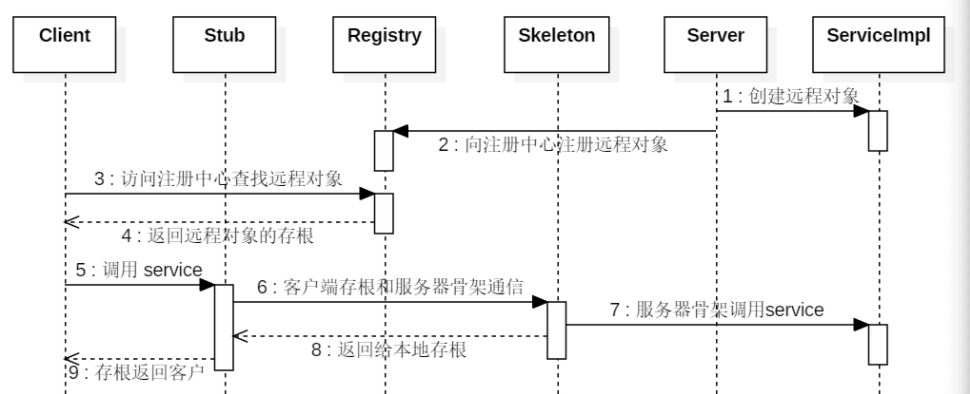 Client
Stub
Registry
Skeleton
Server
ServiceImpl
1 : 创建远程对象
2 : 向注册中心注册远程对象
3 : 访问注册中心查找远程对象
4 : 返回远程对象的存根
5 : 调用 service
6 : 客户端存根和服务器骨架通信
7 : 服务器骨架调用service
8 : 返回给本地存根
9 : 存根返回客户